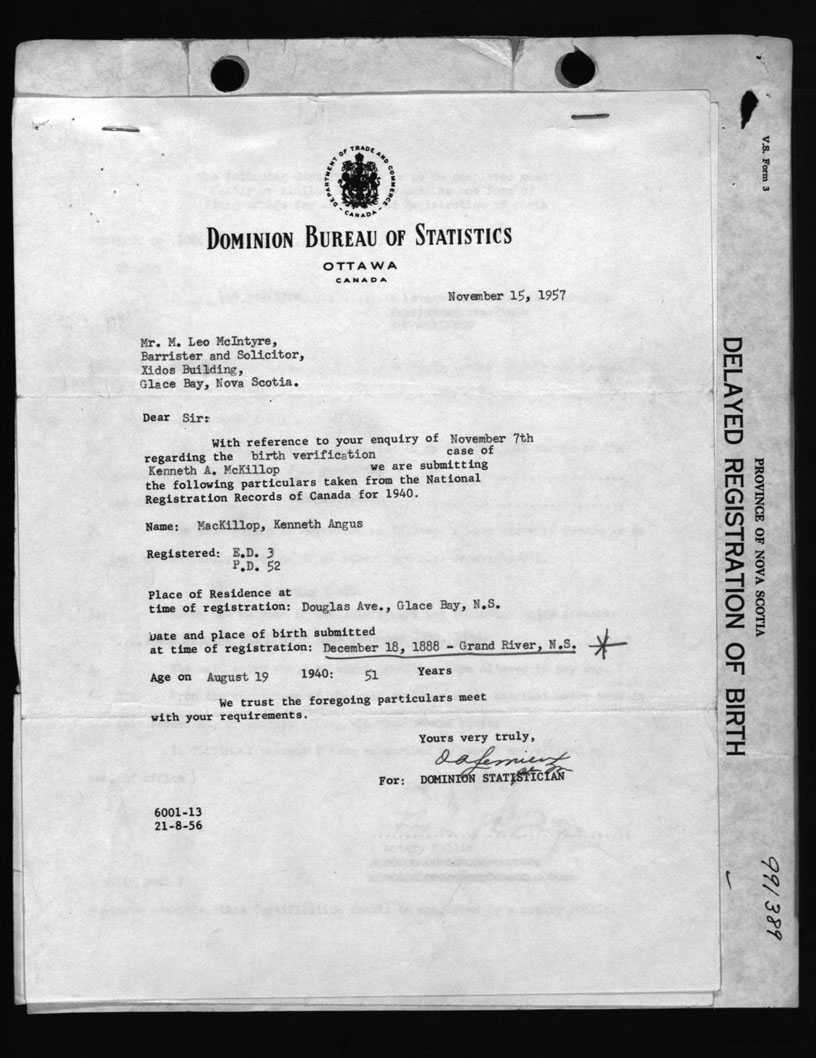 DEPARTMENT OF TRADE AND COMMERCE
- CANADA -
DOMINION BUREAU OF STATISTICS
OTTAWA
CANADA
November 15, 1957
Mr. M. Leo McIntyre,
Barrister and Solicitor,
Xidos Building,
Glace Bay, Nova Scotia.
Dear Sir:
With reference to your enquiry of November 7th
regarding the birth verification case of
Kenneth A. McKillop we are submitting
the following particulars taken from the National
Registration Records of Canada for 1940.
Name: MacKillop, Kenneth Angus
Registered: E.D. 3
P.D. 52
Place of Residence at
time of registration: Douglas Ave., Glace Bay, N.S.
Date and place of birth submitted
at time of registration: December 18, 1888 - Grand River, N.S.
Age on August 19 1940: 51 Years
We trust the foregoing particulars meet
with your requirements.
Yours very truly,
For: DOMINION STATISTICIAN
6001-13
21-8-56
V.S. Form 3
PROVINCE OF NOVA SCOTIA
DELAYED REGISTRATION OF BIRTH
991389